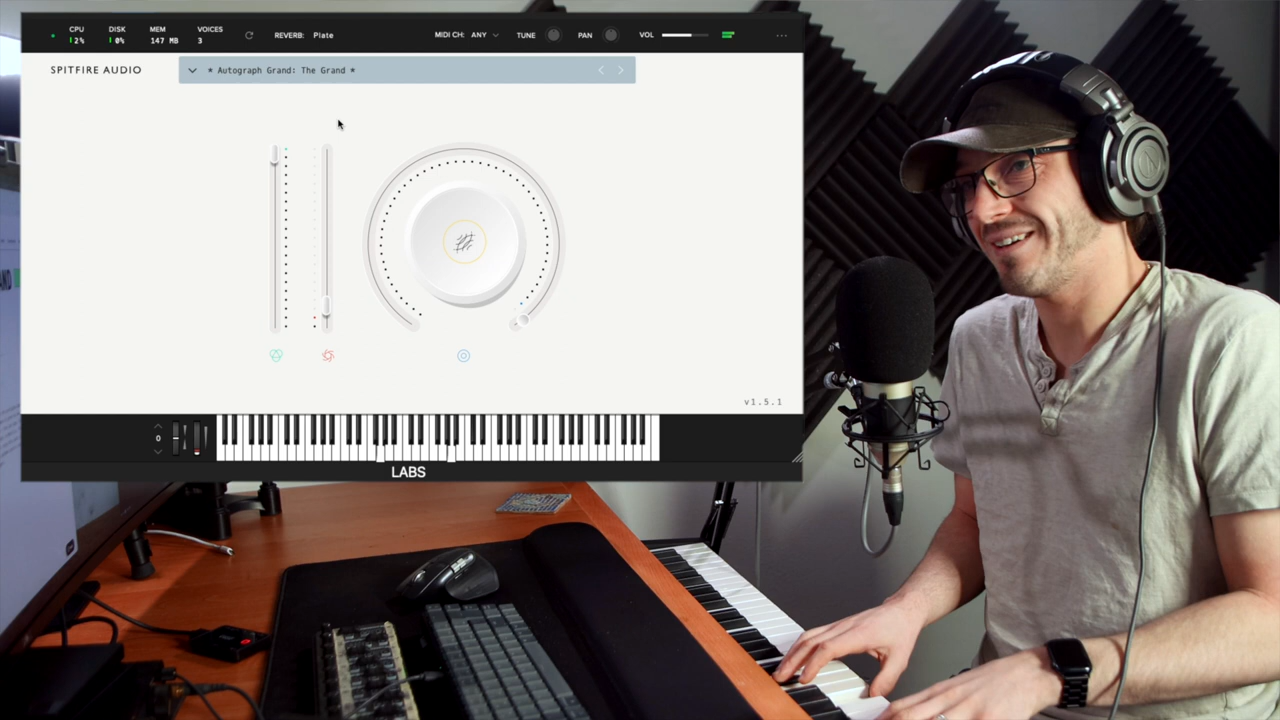 CPU DISK MEM VOICES
2% 0% 147 MB 3
REVERB: Plate
MIDI CH: ANY TUNE PAN VOL
SPITFIRE AUDIO
* Autograph Grand: The Grand *
v1.5.1
0
LABS